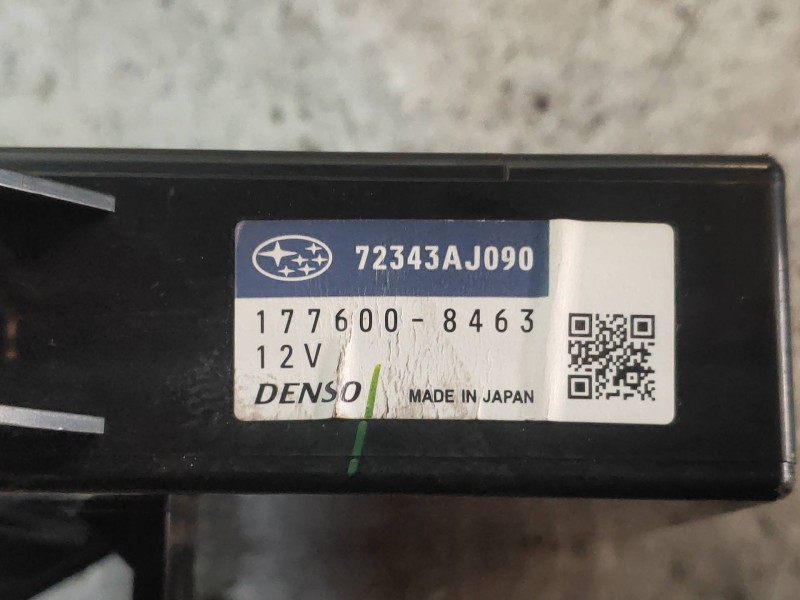 72343AJ090
177600-8463
12V
DENSO MADE IN JAPAN